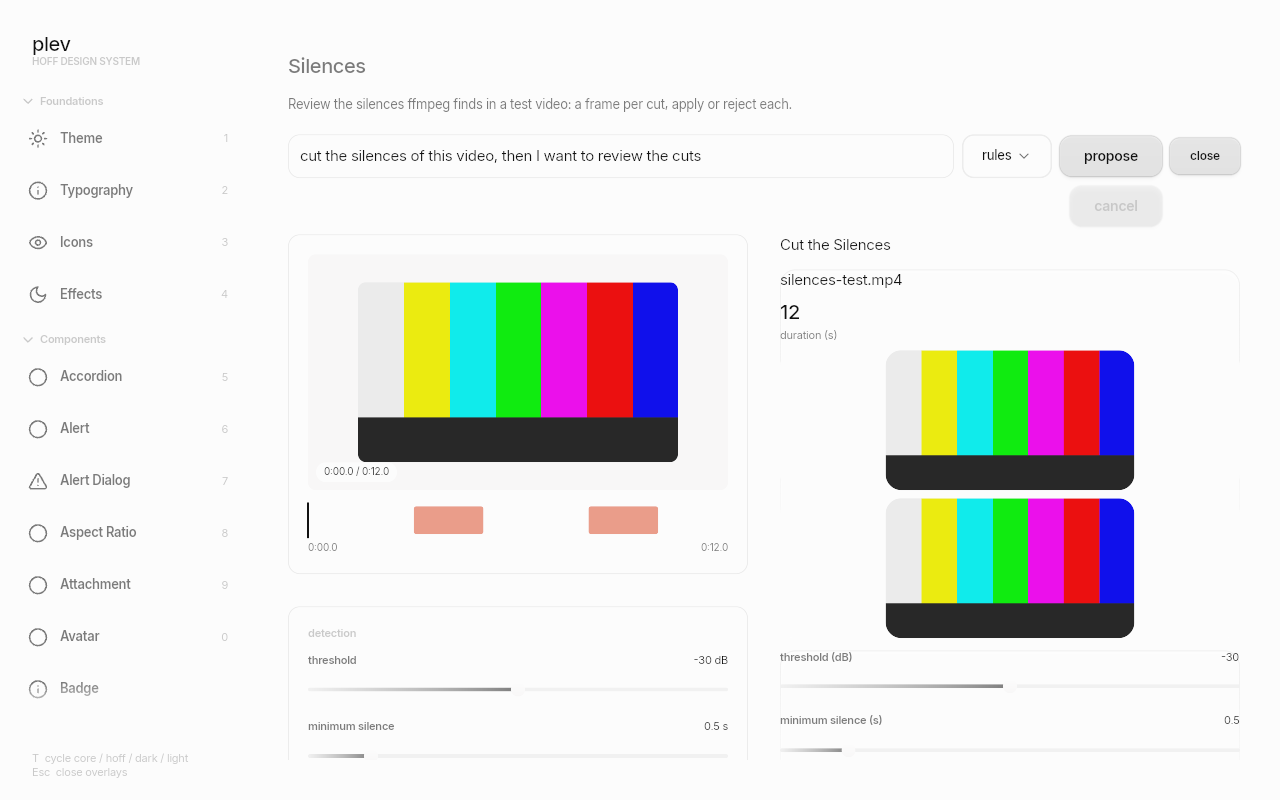 plev
HOFF DESIGN SYSTEM
Foundations
Theme 1
Typography 2
Icons 3
Effects 4
Components
Accordion 5
Alert 6
Alert Dialog 7
Aspect Ratio 8
Attachment 9
Avatar 0
Badge
T cycle core / hoff / dark / light
Esc close overlays
Silences
Review the silences ffmpeg finds in a test video: a frame per cut, apply or reject each.
cut the silences of this video, then I want to review the cuts
rules
propose
close
cancel
0:00.0 / 0:12.0
0:00.0 0:12.0
detection
threshold -30 dB
minimum silence 0.5 s
Cut the Silences
silences-test.mp4
12
duration (s)
threshold (dB) -30
minimum silence (s) 0.5